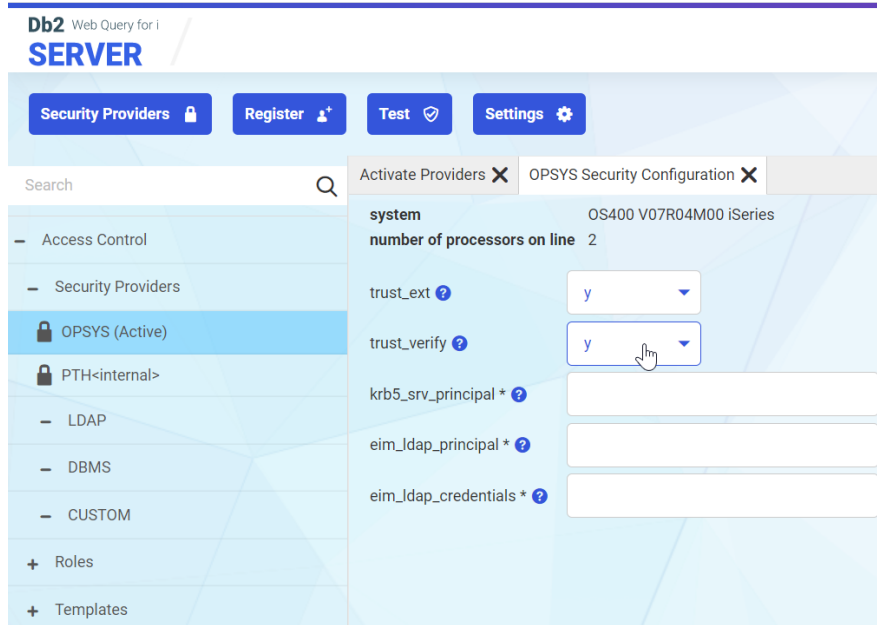 Db2 Web Query for i
SERVER
Security Providers
Register
Test
Settings
Search
Access Control
Security Providers
OPSYS (Active)
PTH<internal>
LDAP
DBMS
CUSTOM
Roles
Templates
Activate Providers
OPSYS Security Configuration
system OS400 V07R04M00 iSeries
number of processors on line 2
trust_ext ? y
trust_verify ? y
krb5_srv_principal * ?
eim_ldap_principal * ?
eim_ldap_credentials * ?